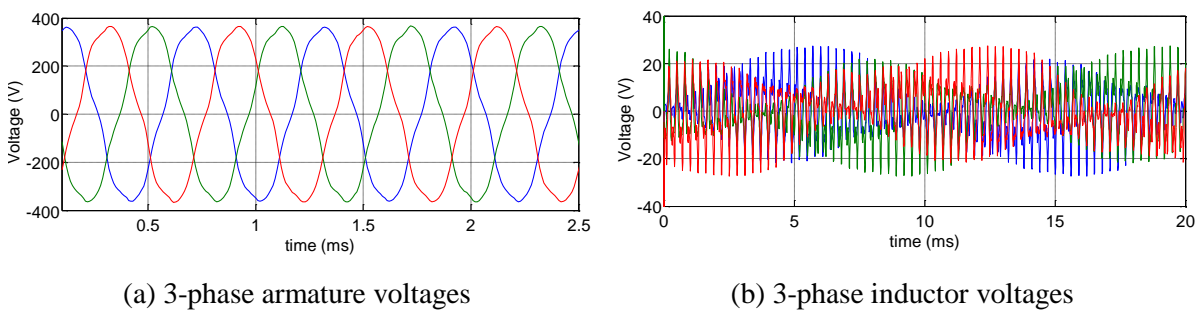 400
200
0
-200
-400
Voltage (V)
0.5 1 1.5 2 2.5
time (ms)
(a) 3-phase armature voltages
40
20
0
-20
-40
Voltage (V)
0 5 10 15 20
time (ms)
(b) 3-phase inductor voltages